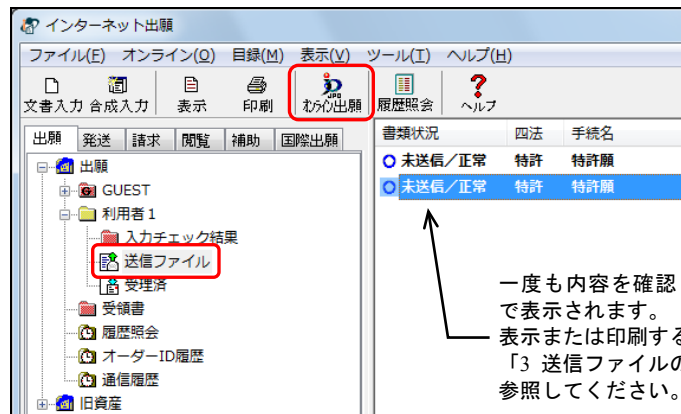 インターネット出願
ファイル(F) オンライン(O) 目録(M) 表示(V) ツール(T) ヘルプ(H)
文書入力 合成入力 表示 印刷 オンライン出願 履歴照会 ヘルプ
出願 発送 請求 閲覧 補助 国際出願
書類状況 四法 手続名
未送信／正常 特許 特許願
未送信／正常 特許 特許願
出願
GUEST
利用者１
入力チェック結果
送信ファイル
受理済
受領書
履歴照会
オーダーID履歴
通信履歴
旧資産
一度も内容を確認
で表示されます。
表示または印刷する
「3 送信ファイルの
参照してください。